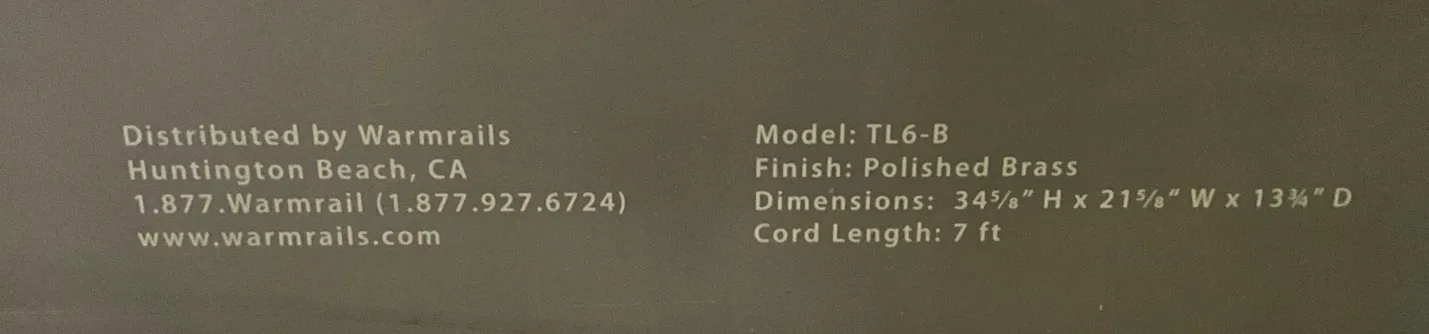 Distributed by Warmrails
Huntington Beach, CA
1.877.Warmrail (1.877.927.6724)
www.warmrails.com
Model: TL6-B
Finish: Polished Brass
Dimensions: 34⅝" H x 21⅝" W x 13¾" D
Cord Length: 7 ft